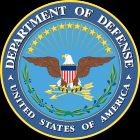 DEPARTMENT OF DEFENSE
UNITED STATES OF AMERICA